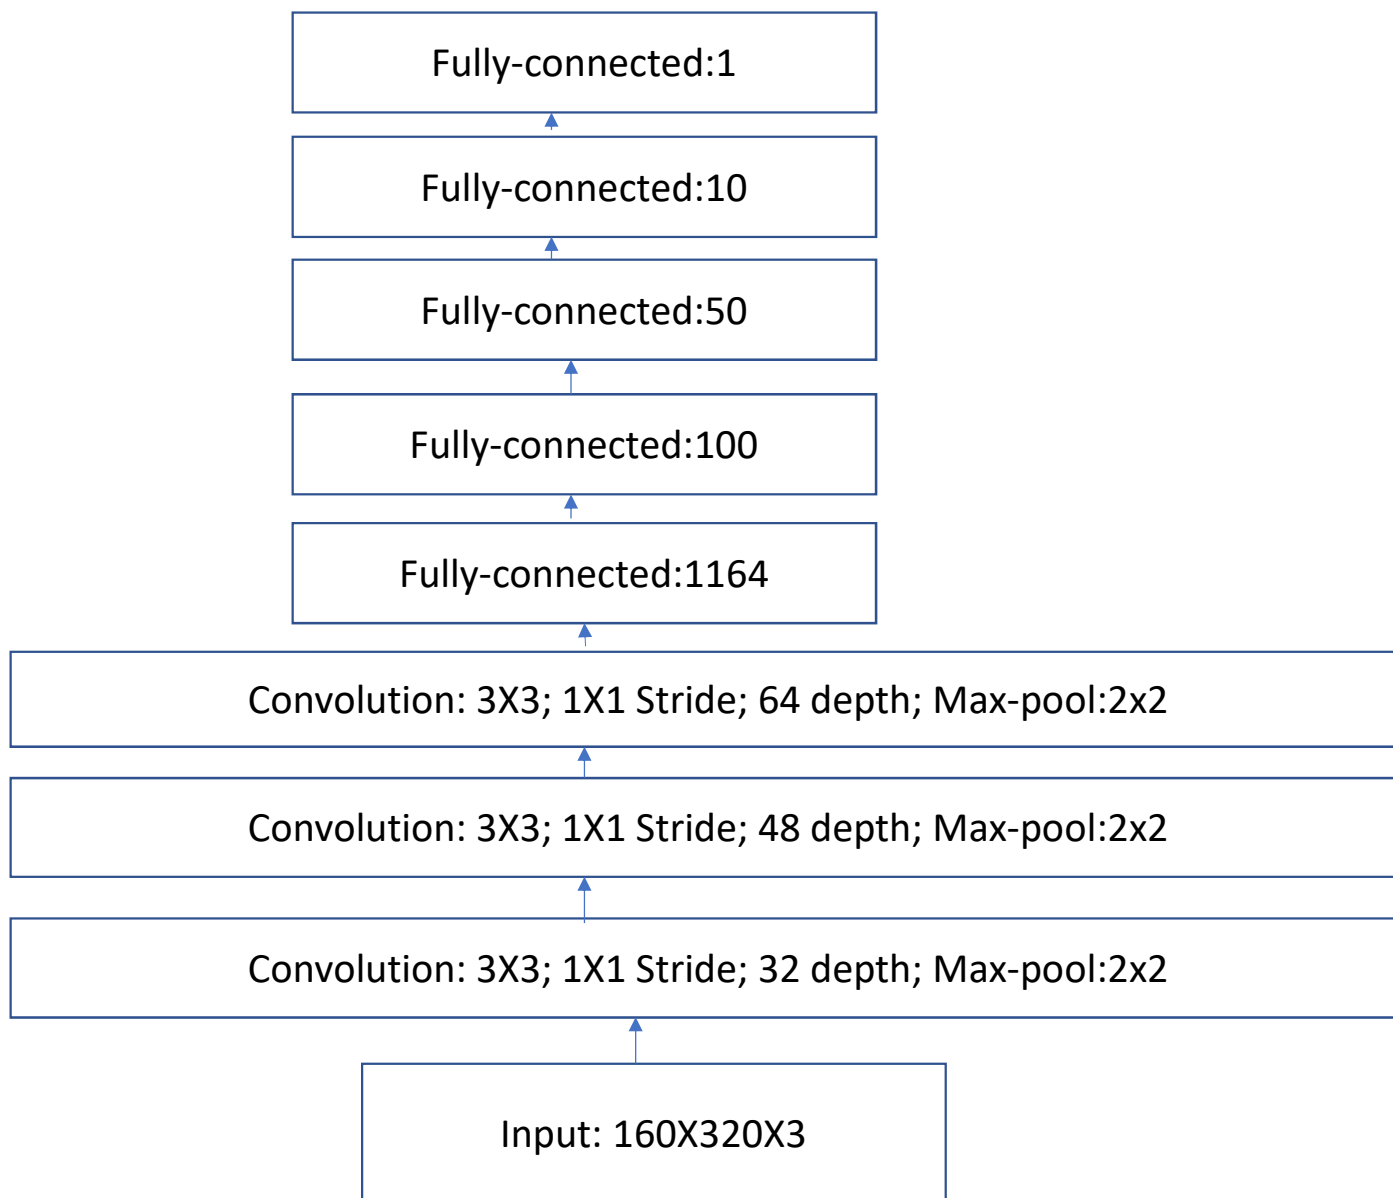 Fully-connected:1
Fully-connected:10
Fully-connected:50
Fully-connected:100
Fully-connected:1164
Convolution: 3X3; 1X1 Stride; 64 depth; Max-pool:2x2
Convolution: 3X3; 1X1 Stride; 48 depth; Max-pool:2x2
Convolution: 3X3; 1X1 Stride; 32 depth; Max-pool:2x2
Input: 160X320X3